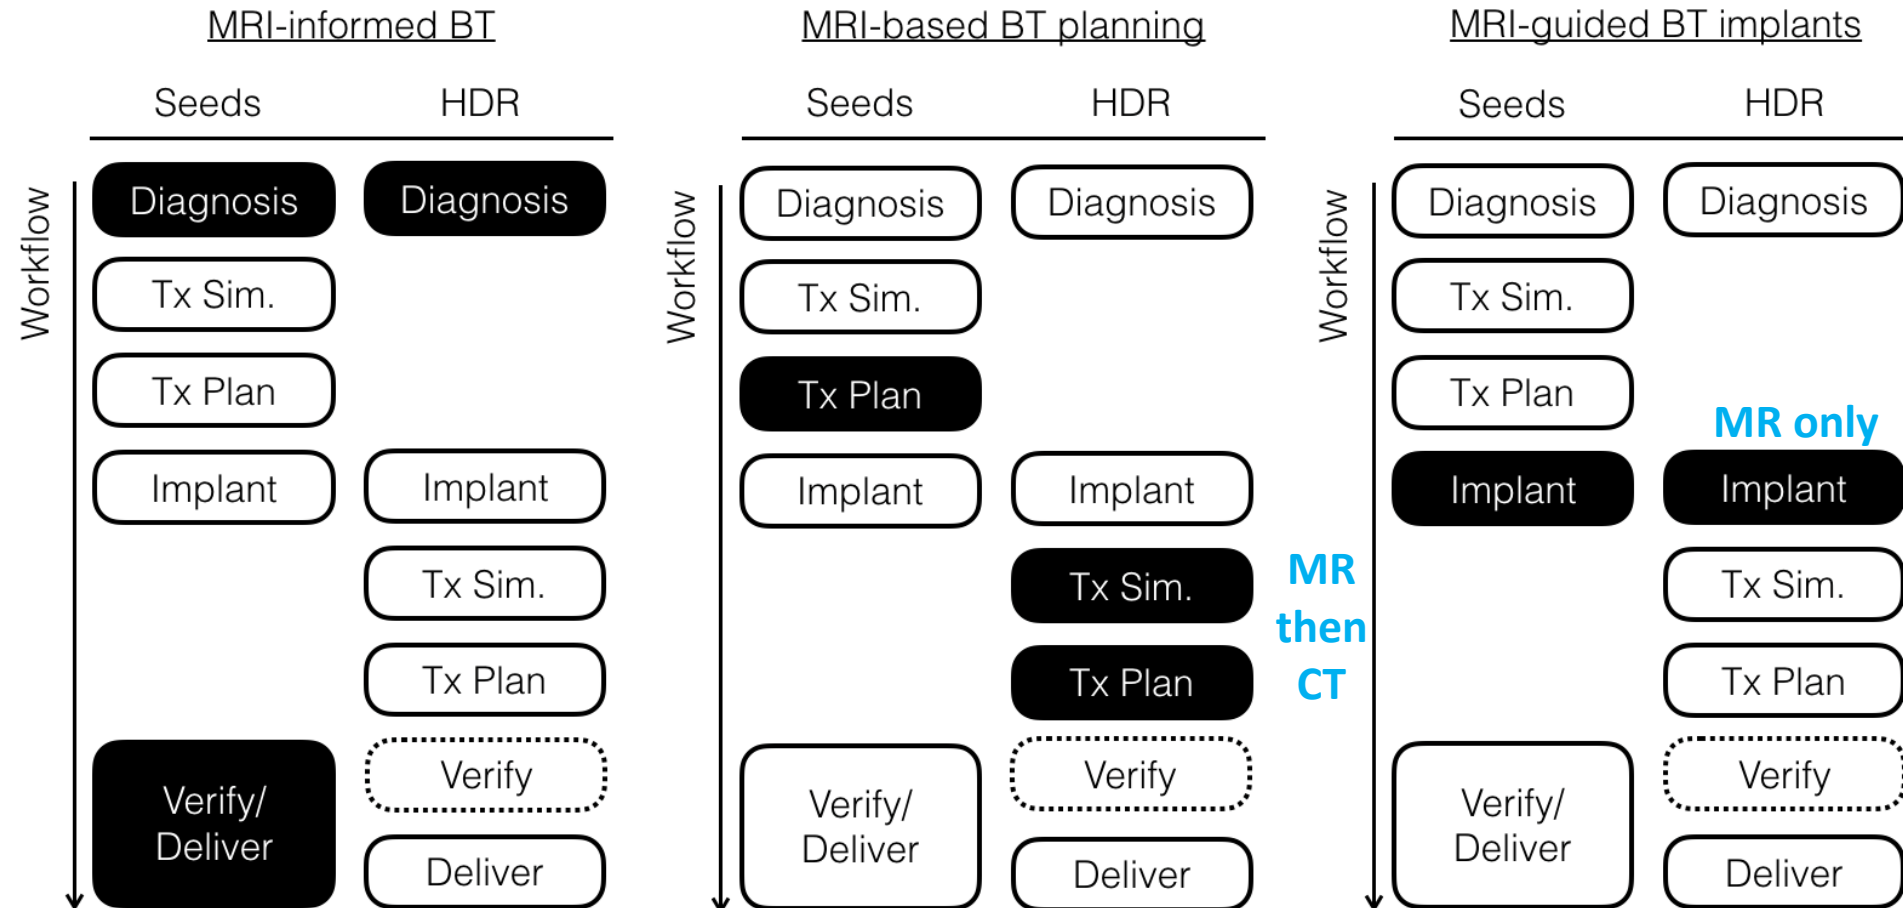 MRI-informed BT
Seeds HDR
Workflow
Diagnosis Diagnosis
Tx Sim.
Tx Plan
Implant Implant
Tx Sim.
Tx Plan
Verify/
Deliver
Verify
Deliver
MRI-based BT planning
Seeds HDR
Workflow
Diagnosis Diagnosis
Tx Sim.
Tx Plan
Implant Implant
Tx Sim.
Tx Plan
MR
then
CT
Verify/
Deliver
Verify
Deliver
MRI-guided BT implants
Seeds HDR
Workflow
Diagnosis Diagnosis
Tx Sim.
Tx Plan
MR only
Implant Implant
Tx Sim.
Tx Plan
Verify/
Deliver
Verify
Deliver